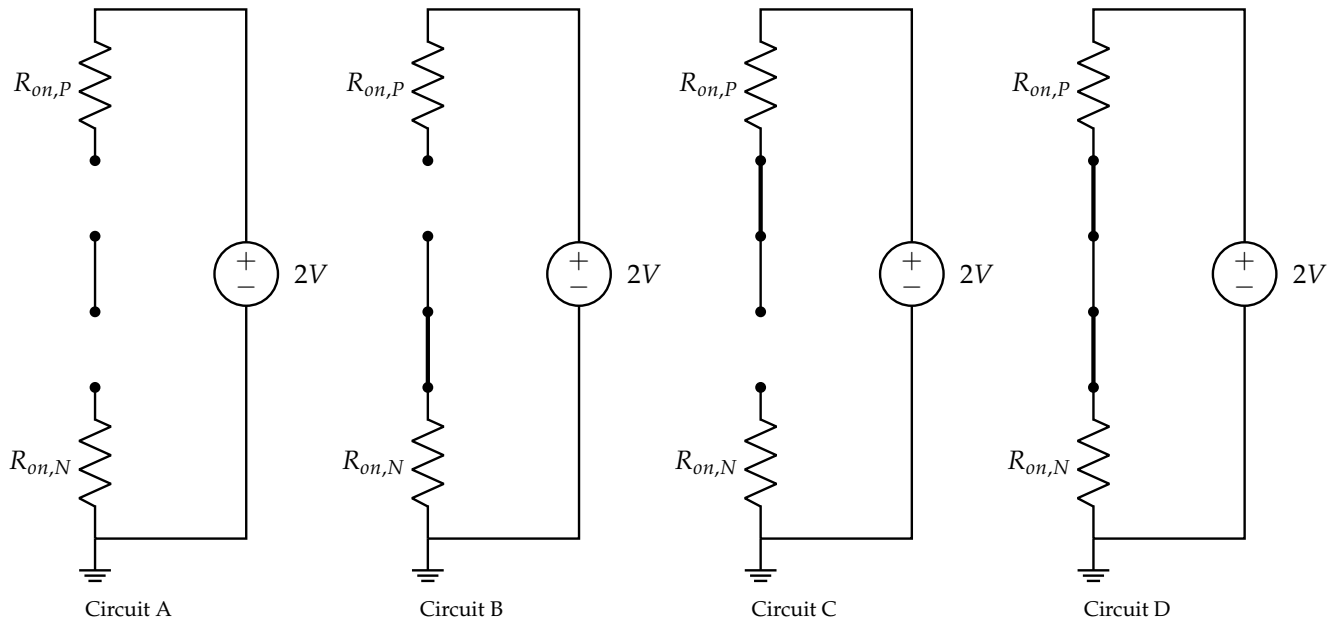 R_{on,P} R_{on,P} R_{on,P} R_{on,P}
+ + + +
− 2V − 2V − 2V − 2V
R_{on,N} R_{on,N} R_{on,N} R_{on,N}
Circuit A Circuit B Circuit C Circuit D